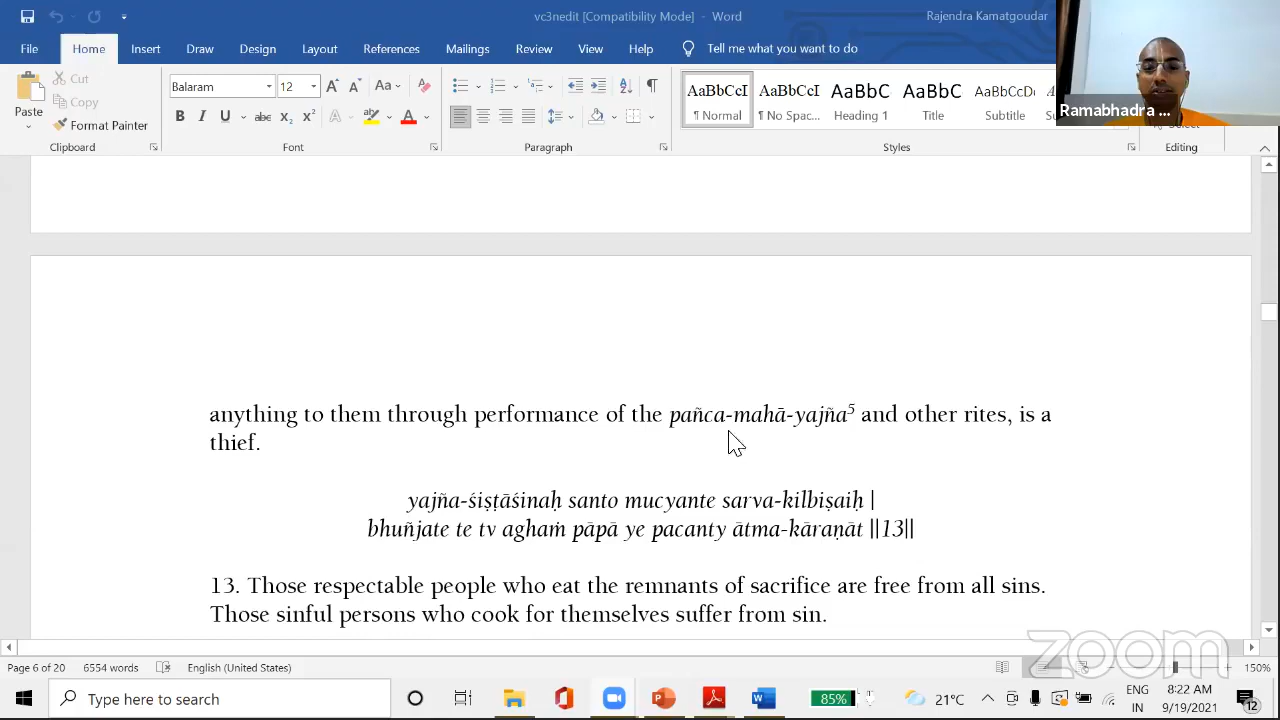 vc3nedit [Compatibility Mode] - Word
Rajendra Kamatgoudar
File Home Insert Draw Design Layout References Mailings Review View Help Tell me what you want to do
Cut
Copy
Format Painter
Paste
Balaram 12
AaBbCcI AaBbCcI AaBbC AaBbC AaBbCcDc
¶ Normal ¶ No Spac... Heading 1 Title Subtitle
Ramabhadra ...
Clipboard Font Paragraph Styles Editing
anything to them through performance of the pañca-mahā-yajña⁵ and other rites, is a
thief.
yajña-śiṣṭāśinaḥ santo mucyante sarva-kilbiṣaiḥ |
bhuñjate te tv aghaṁ pāpā ye pacanty ātma-kāraṇāt ||13||
13. Those respectable people who eat the remnants of sacrifice are free from all sins.
Those sinful persons who cook for themselves suffer from sin.
zoom
Page 6 of 20 6554 words English (United States) 150%
Type here to search
85%
21°C
ENG
IN
8:22 AM
9/19/2021
12